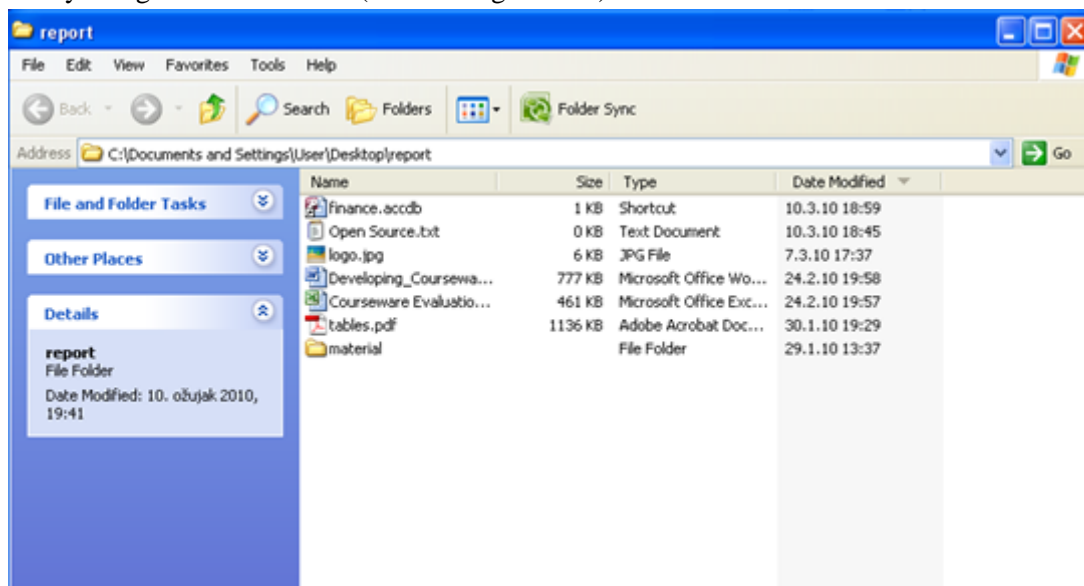 report
File Edit View Favorites Tools Help
Back Search Folders Folder Sync
Address C:\Documents and Settings\User\Desktop\report Go
Name Size Type Date Modified
File and Folder Tasks
Other Places
Details
report
File Folder
Date Modified: 10. ožujak 2010,
19:41
finance.accdb 1 KB Shortcut 10.3.10 18:59
Open Source.txt 0 KB Text Document 10.3.10 18:45
logo.jpg 6 KB JPG File 7.3.10 17:37
Developing_Coursewa... 777 KB Microsoft Office Wo... 24.2.10 19:58
Courseware Evaluatio... 461 KB Microsoft Office Exc... 24.2.10 19:57
tables.pdf 1136 KB Adobe Acrobat Doc... 30.1.10 19:29
material File Folder 29.1.10 13:37